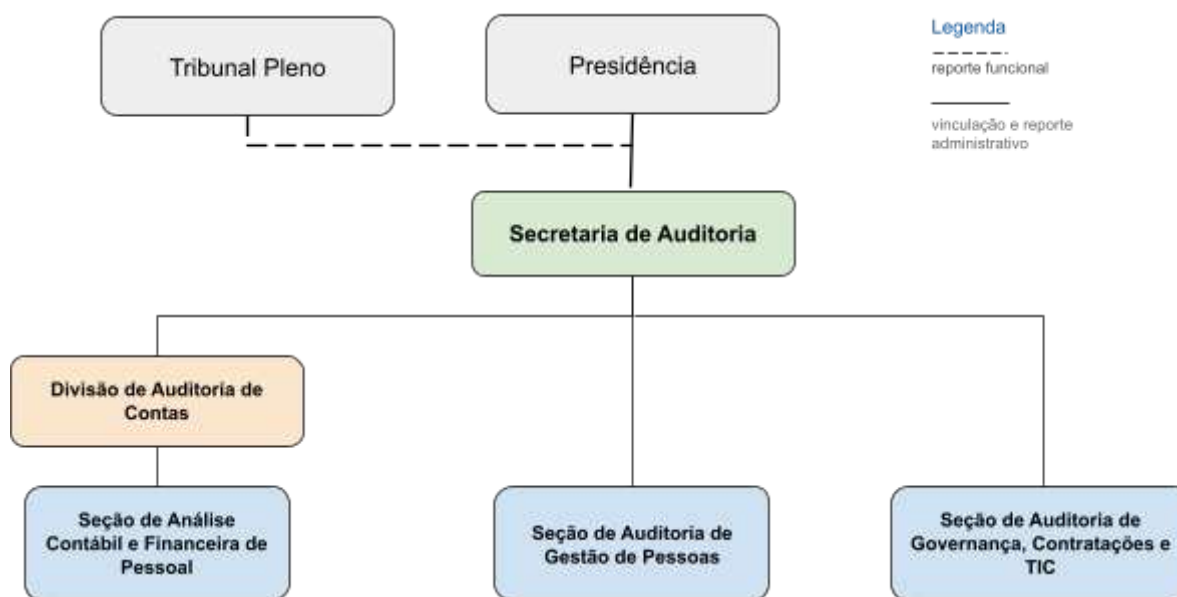 Tribunal Pleno
Presidência
Legenda
reporte funcional
vinculação e reporte
administrativo
Secretaria de Auditoria
Divisão de Auditoria de
Contas
Seção de Análise
Contábil e Financeira de
Pessoal
Seção de Auditoria de
Gestão de Pessoas
Seção de Auditoria de
Governança, Contratações e
TIC